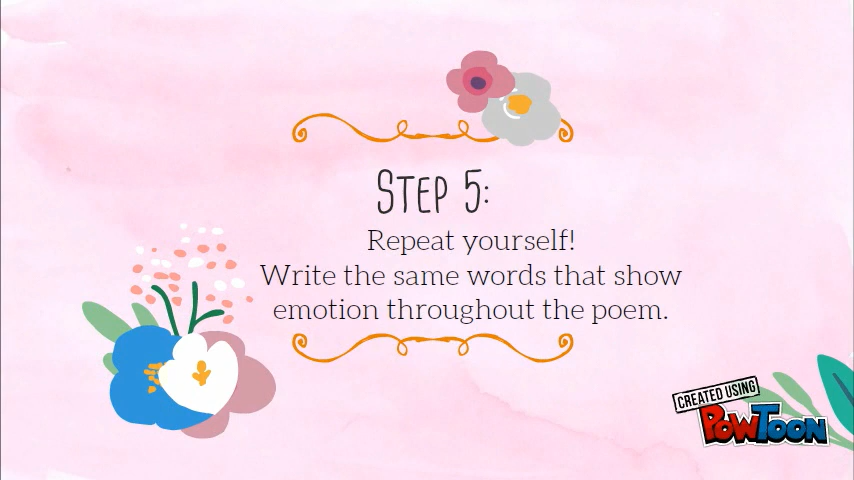 STEP 5:
Repeat yourself!
Write the same words that show
emotion throughout the poem.
CREATED USING
POWTOON